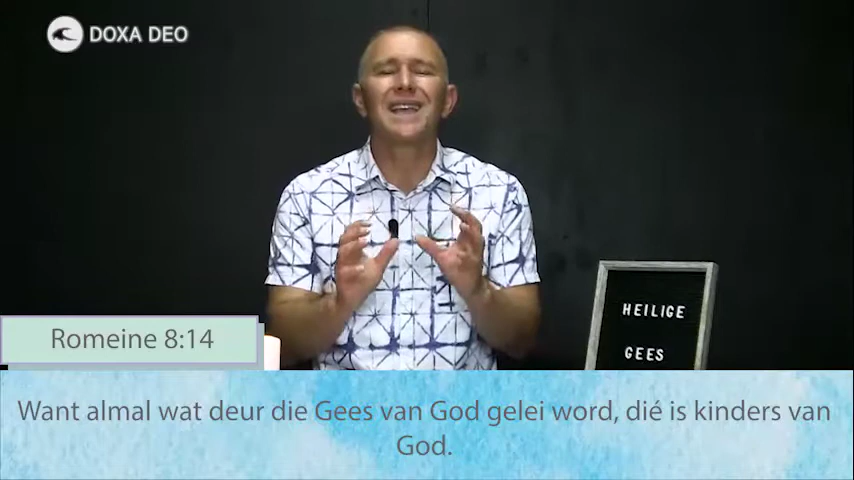 DOXA DEO
HEILIGE
GEES
Romeine 8:14
Want almal wat deur die Gees van God gelei word, dié is kinders van
God.